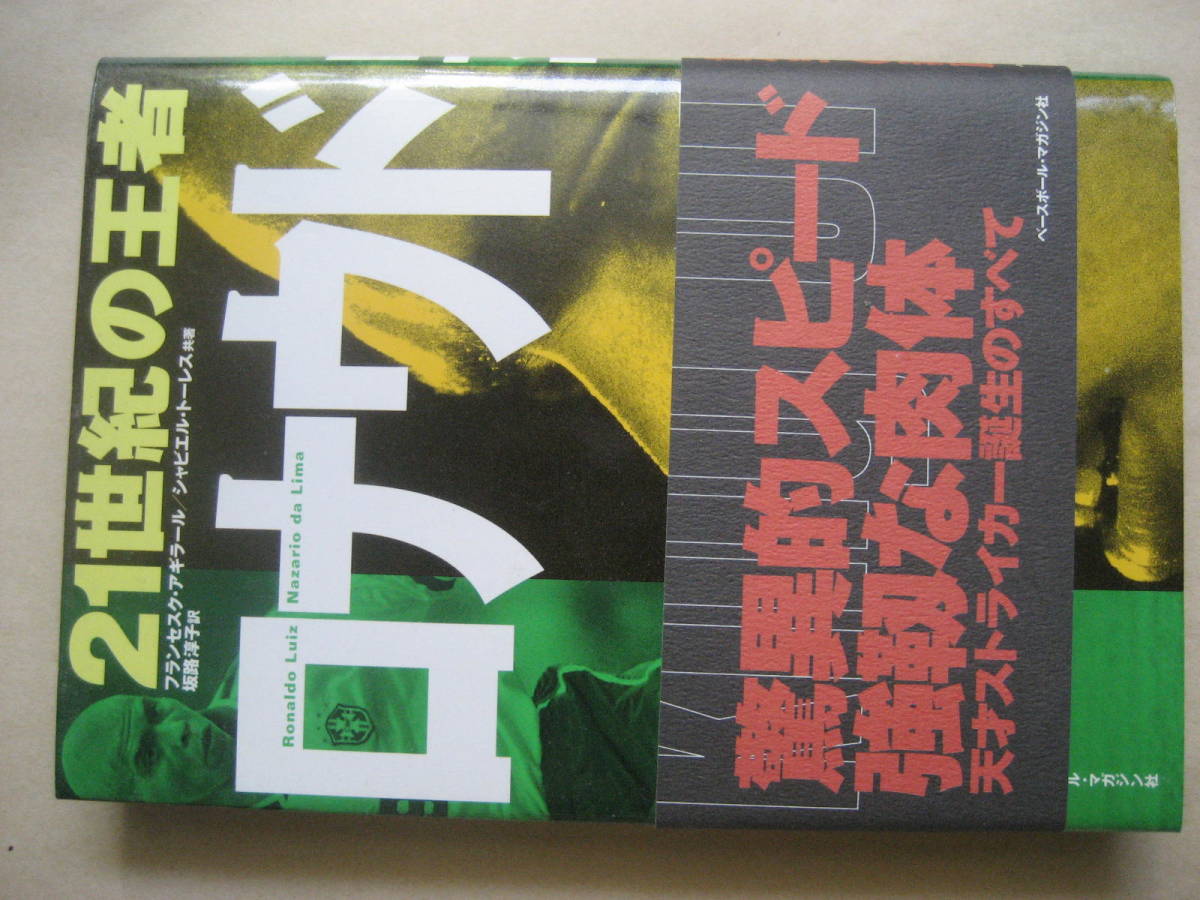 21世紀の王者
フランセスク・アギラール／シャビエル・トーレス共著
坂路淳子訳
ロナウド
Ronaldo Luiz Nazario da Lima
驚異的スピード
強靭な肉体
天才ストライカー誕生のすべて
ベースボール・マガジン社
ル・マガジン社